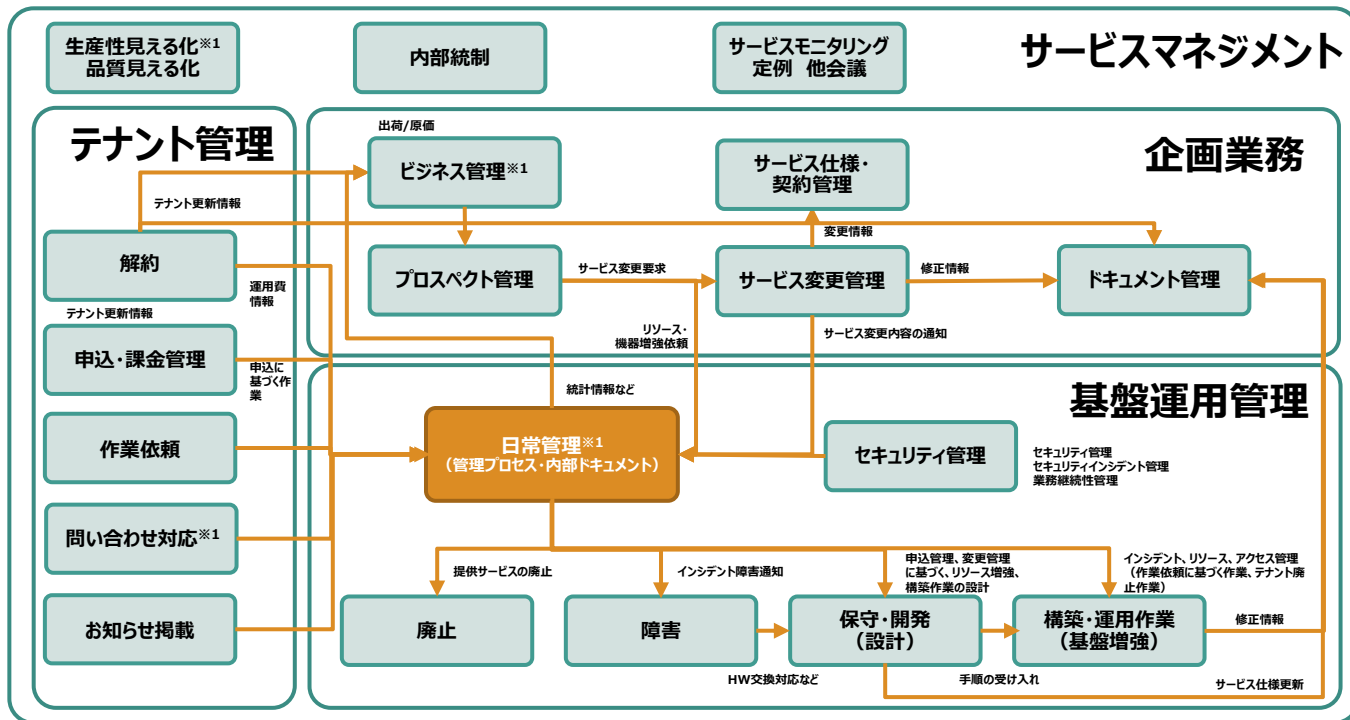 生産性見える化※1
品質見える化
内部統制
サービスモニタリング
定例 他会議
サービスマネジメント
テナント管理
企画業務
出荷/原価
ビジネス管理※1
サービス仕様・
契約管理
テナント更新情報
変更情報
解約
プロスペクト管理
サービス変更要求
サービス変更管理
修正情報
ドキュメント管理
運用費
情報
テナント更新情報
リソース・
機器増強依頼
サービス変更内容の通知
申込・課金管理
申込に
基づく作
業
統計情報など
基盤運用管理
作業依頼
日常管理※1
（管理プロセス・内部ドキュメント）
セキュリティ管理
セキュリティ管理
セキュリティインシデント管理
業務継続性管理
問い合わせ対応※1
提供サービスの廃止
インシデント障害通知
申込管理、変更管理
に基づく、リソース増強、
構築作業の設計
インシデント、リソース、アクセス管理
（作業依頼に基づく作業、テナント廃
止作業）
お知らせ掲載
廃止
障害
保守・開発
（設計）
構築・運用作業
（基盤増強）
修正情報
HW交換対応など
手順の受け入れ
サービス仕様更新